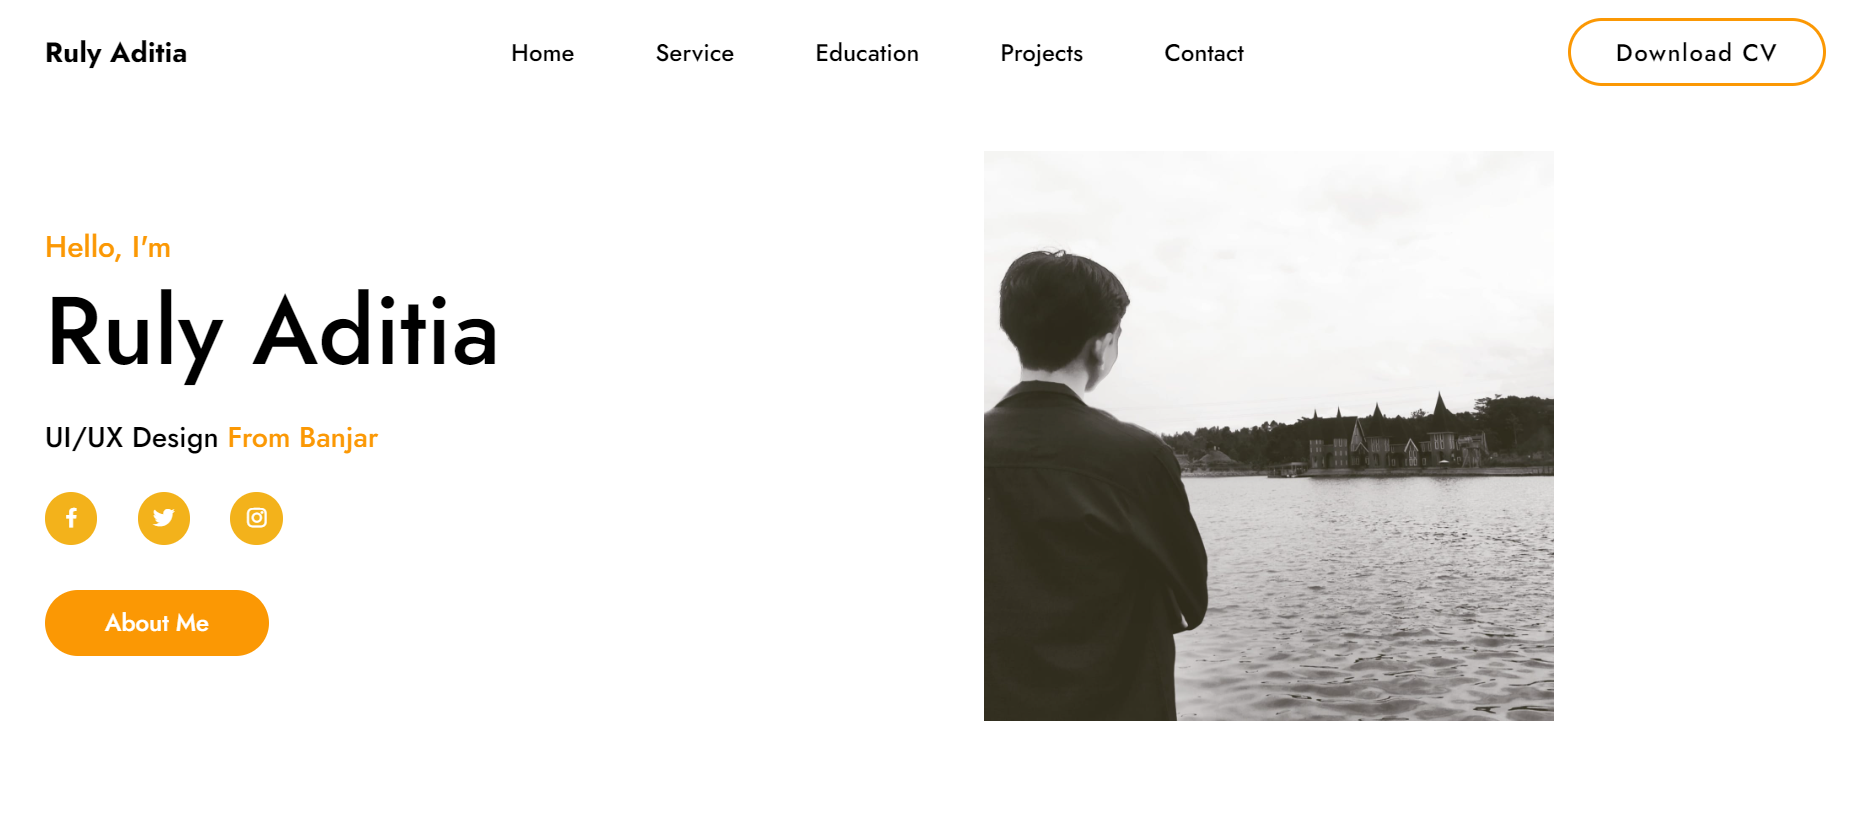 Ruly Aditia
Home Service Education Projects Contact
Download CV
Hello, I'm
Ruly Aditia
UI/UX Design From Banjar
About Me